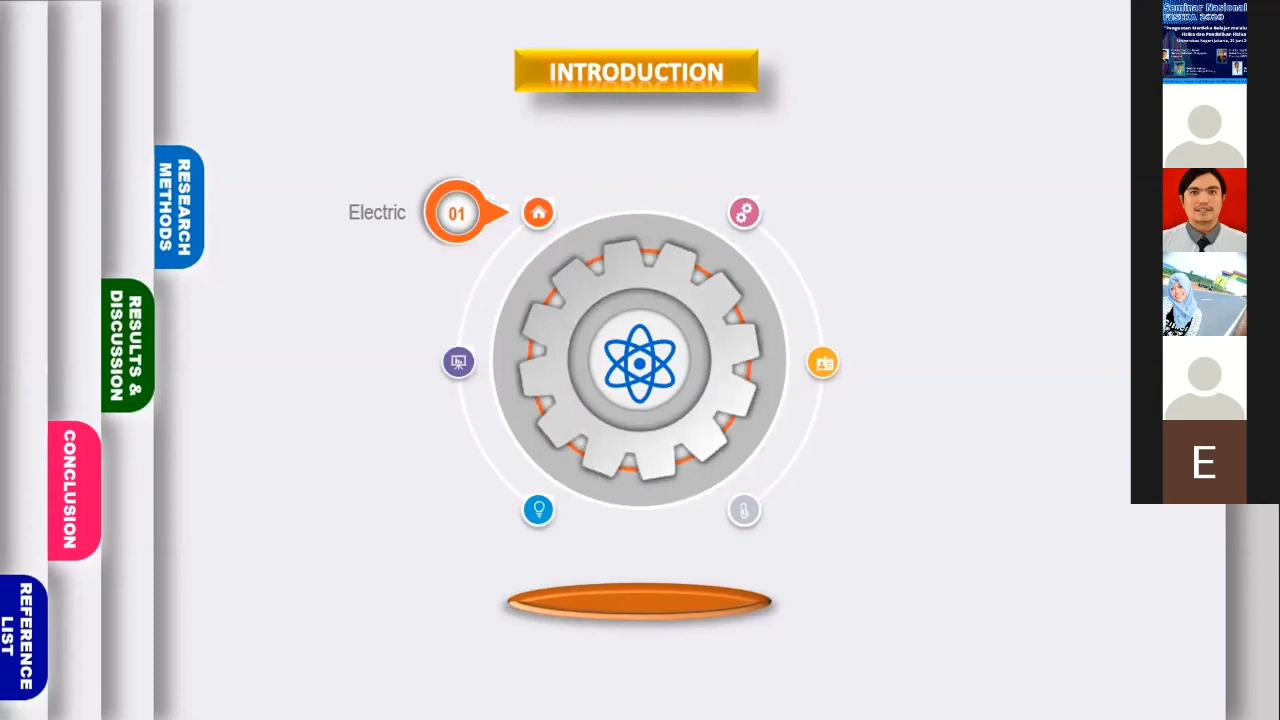 INTRODUCTION
Electric
01
RESEARCH
METHODS
RESULTS &
DISCUSSION
CONCLUSION
REFERENCE
LIST
Seminar Nasional
FISIKA 2020
E